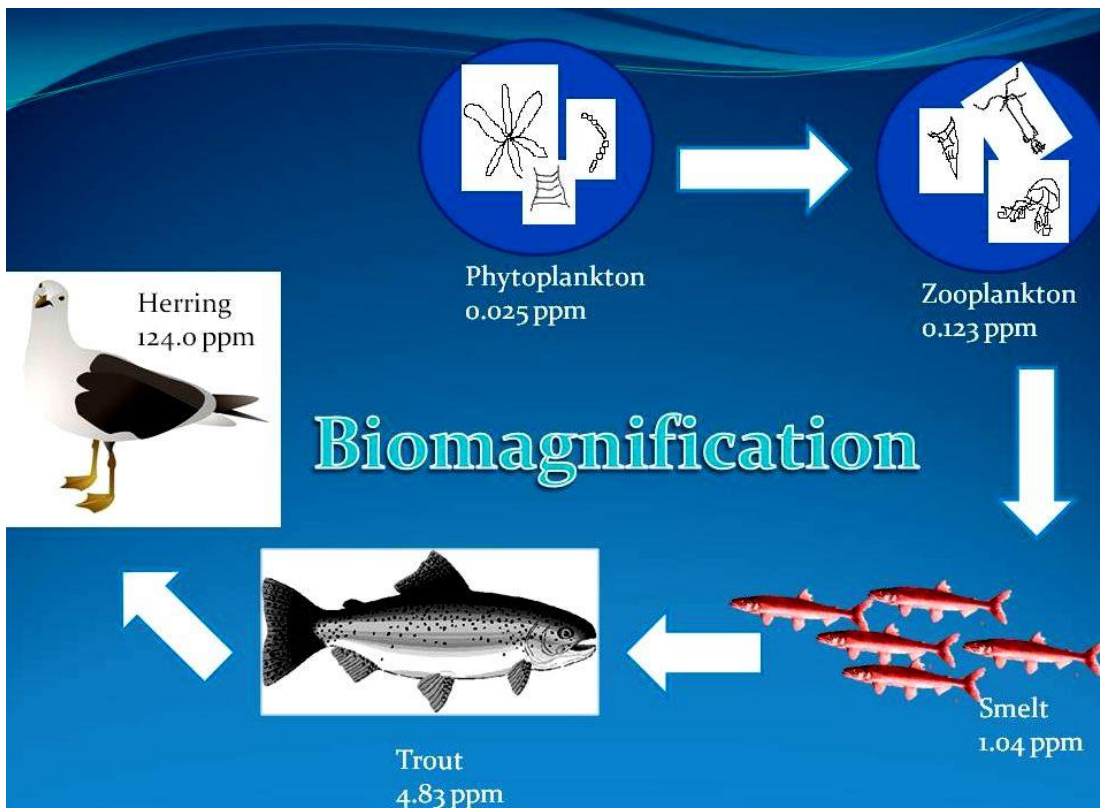 Phytoplankton
0.025 ppm
Zooplankton
0.123 ppm
Herring
124.0 ppm
Biomagnification
Smelt
1.04 ppm
Trout
4.83 ppm